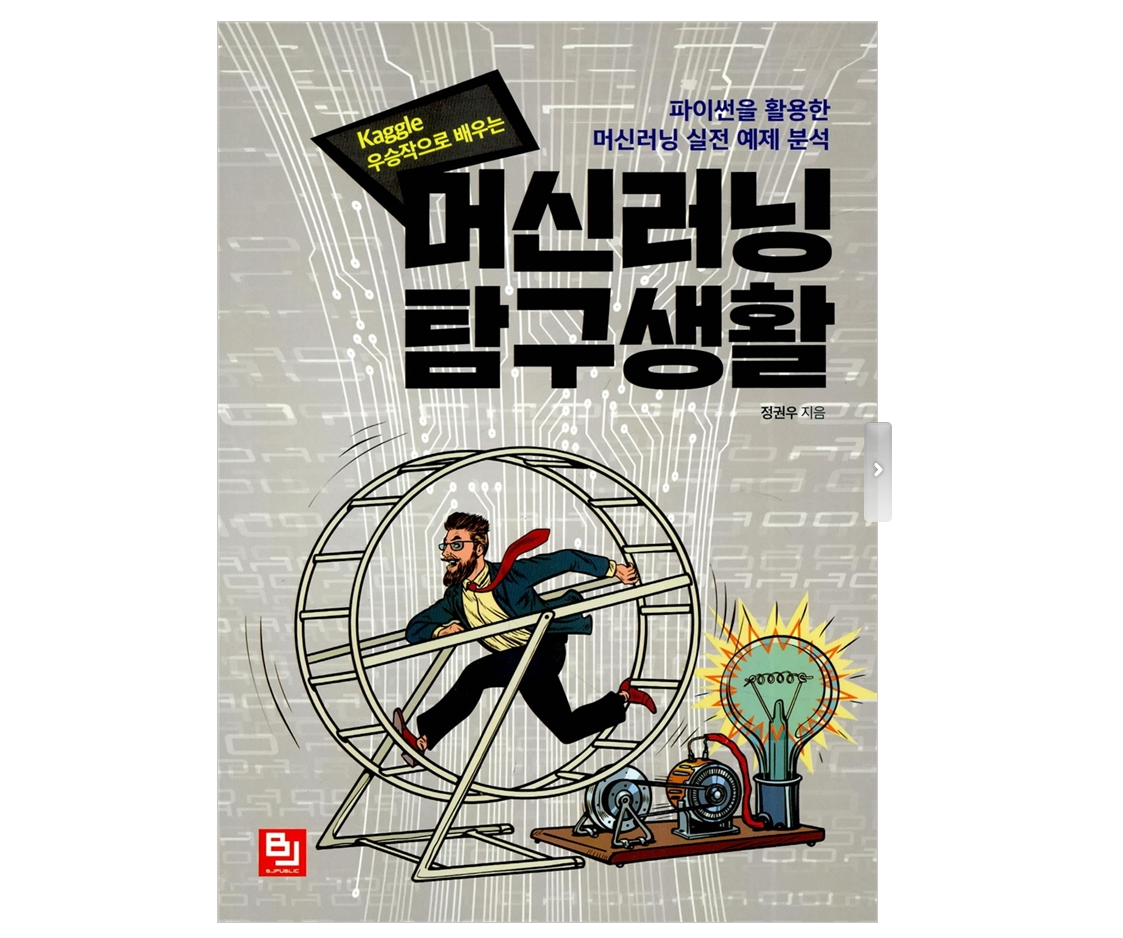 Kaggle
우승작으로 배우는
파이썬을 활용한
머신러닝 실전 예제 분석
머신러닝
탐구생활
정권우 지음
BJ
BJPUBLIC